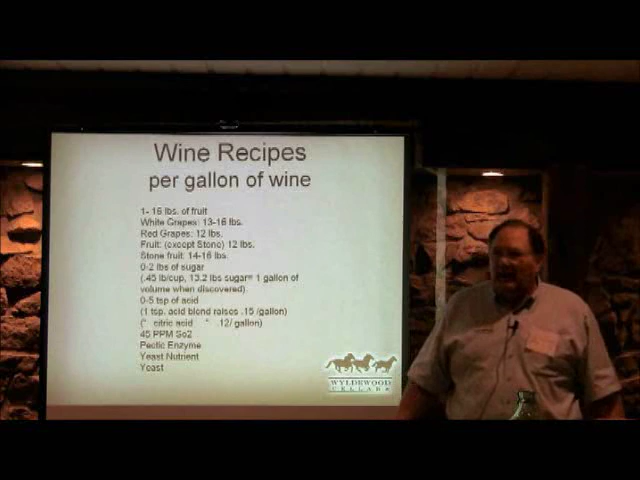 Wine Recipes
per gallon of wine
1- 16 lbs. of fruit
White Grapes: 13-16 lbs.
Red Grapes: 12 lbs.
Fruit: (except Stone) 12 lbs.
Stone fruit: 14-16 lbs.
0-2 lbs of sugar
(.45 lb/cup, 13.2 lbs sugar= 1 gallon of
volume when discovered).
0-5 tsp of acid
(1 tsp. acid blend raises .15 /gallon)
(" citric acid " .12/ gallon)
45 PPM So2
Pectic Enzyme
Yeast Nutrient
Yeast
WYLDEWOOD
CELLARS